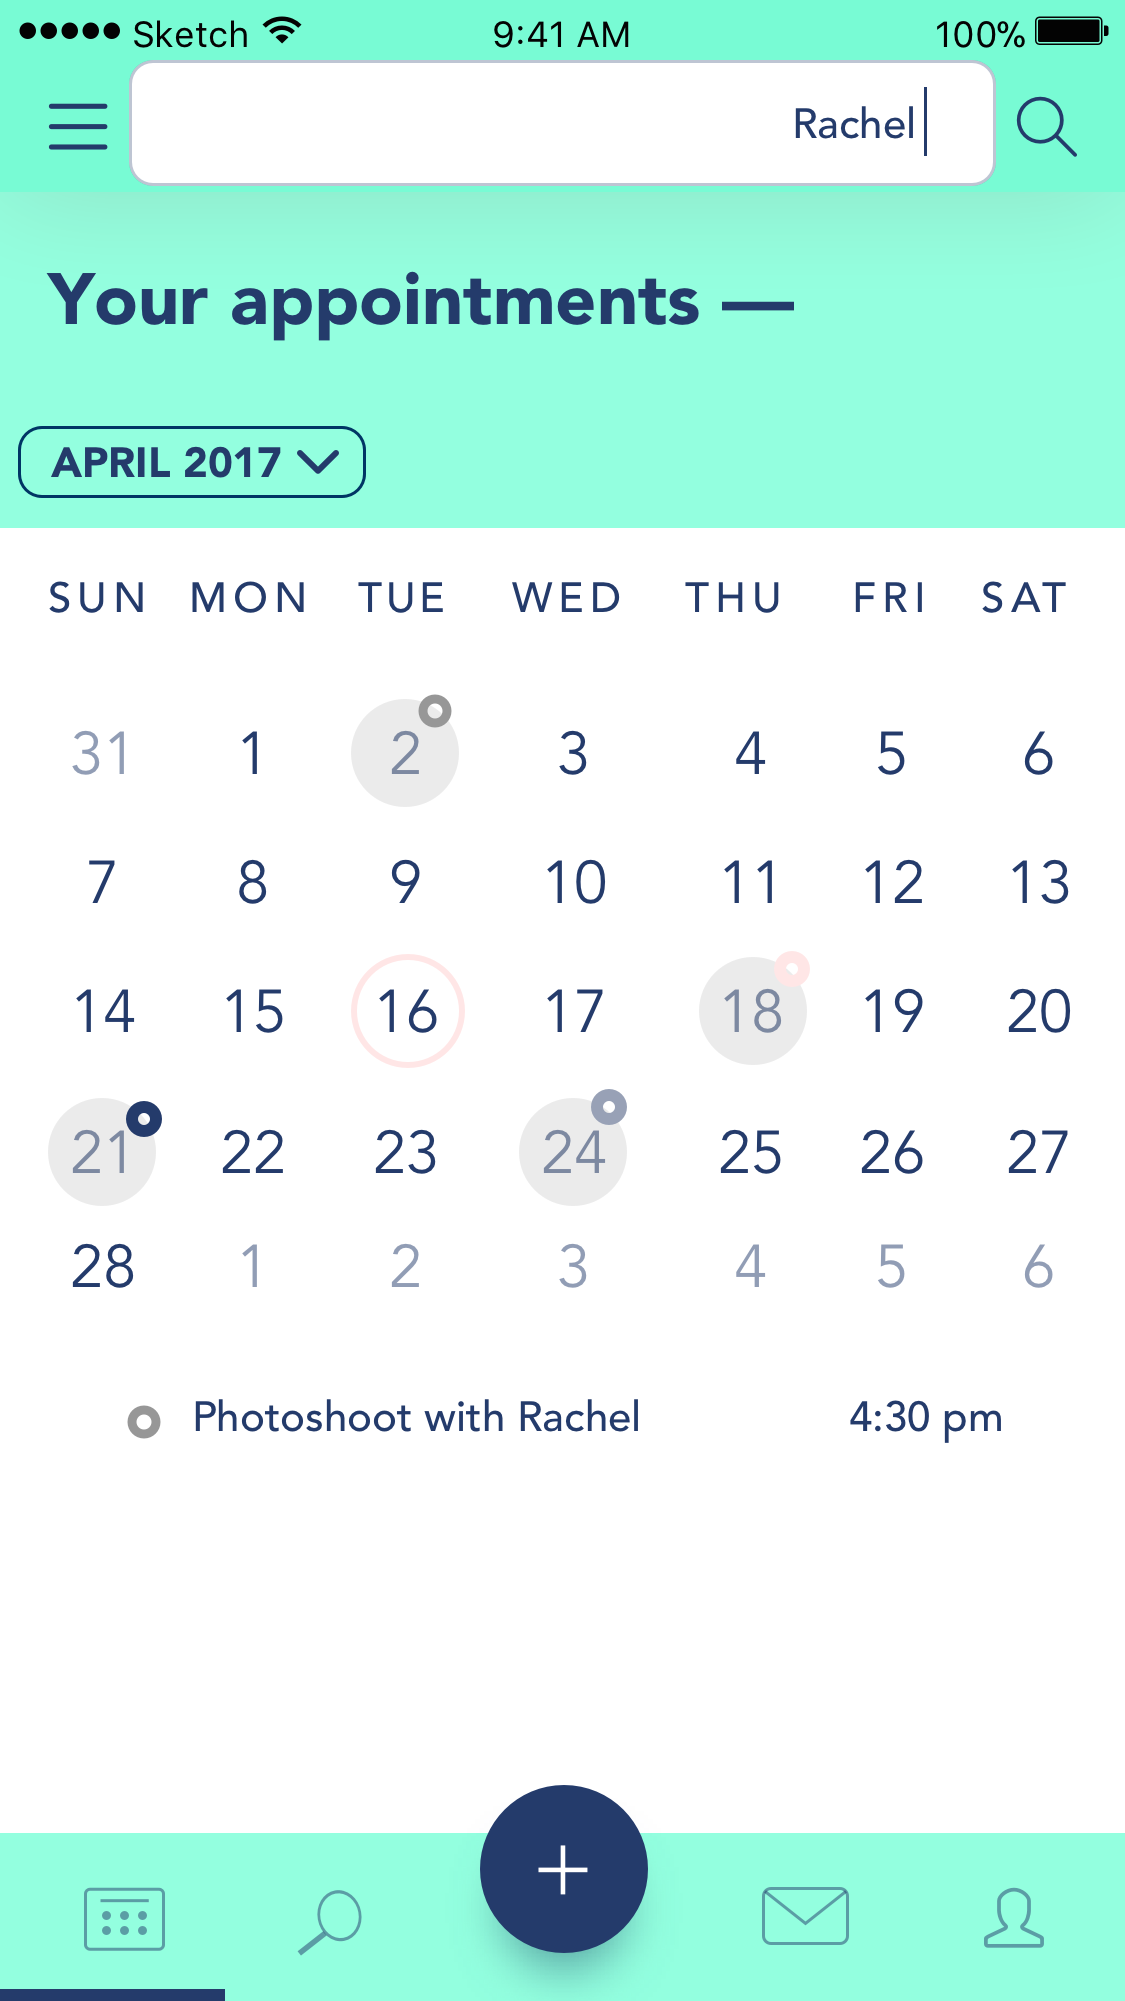 Sketch 9:41 AM 100%
Rachel
Your appointments —
APRIL 2017
SUN MON TUE WED THU FRI SAT
31 1 2 3 4 5 6
7 8 9 10 11 12 13
14 15 16 17 18 19 20
21 22 23 24 25 26 27
28 1 2 3 4 5 6
Photoshoot with Rachel 4:30 pm